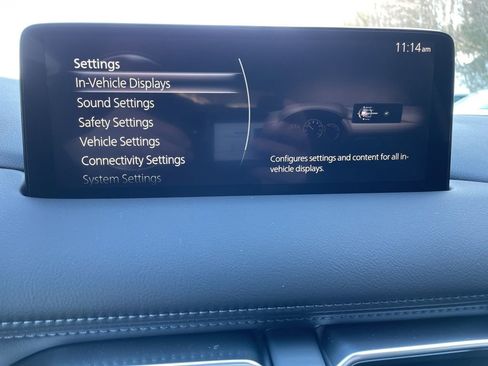 11:14am
Settings
In-Vehicle Displays
Sound Settings
Safety Settings
Vehicle Settings
Connectivity Settings
System Settings
Configures settings and content for all in-
vehicle displays.